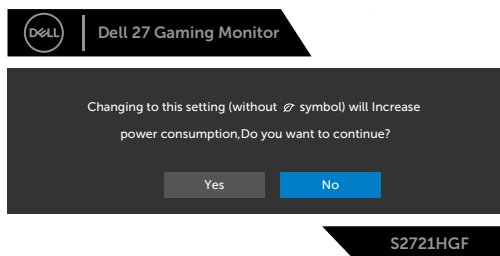 DELL
Dell 27 Gaming Monitor
Changing to this setting (without symbol) will Increase
power consumption,Do you want to continue?
Yes
No
S2721HGF